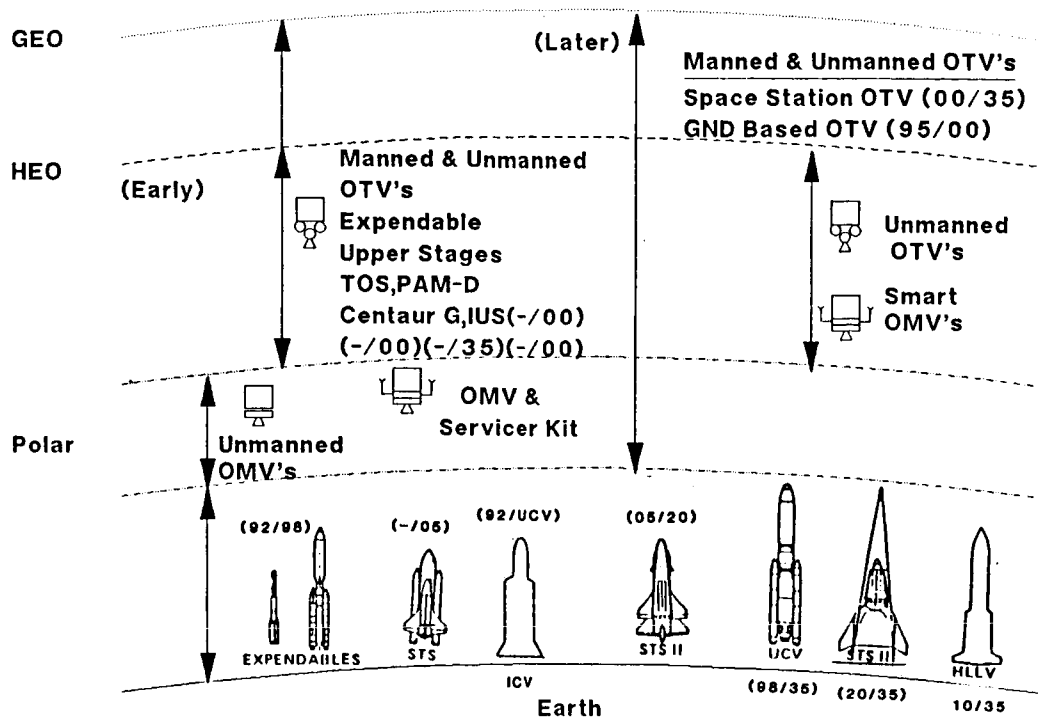 GEO
(Later)
Manned & Unmanned OTV's
Space Station OTV (00/35)
GND Based OTV (95/00)
HEO
(Early)
Manned & Unmanned
OTV's
Expendable
Upper Stages
TOS,PAM-D
Centaur G,IUS(-/00)
(-/00)(-/35)(-/00)
Unmanned
OTV's
Smart
OMV's
OMV &
Servicer Kit
Polar
Unmanned
OMV's
(92/98)
(-/05)
(92/UCV)
(05/20)
EXPENDABLES
STS
ICV
STS II
UCV
STS II
HLLV
(98/35)
(20/35)
10/35
Earth